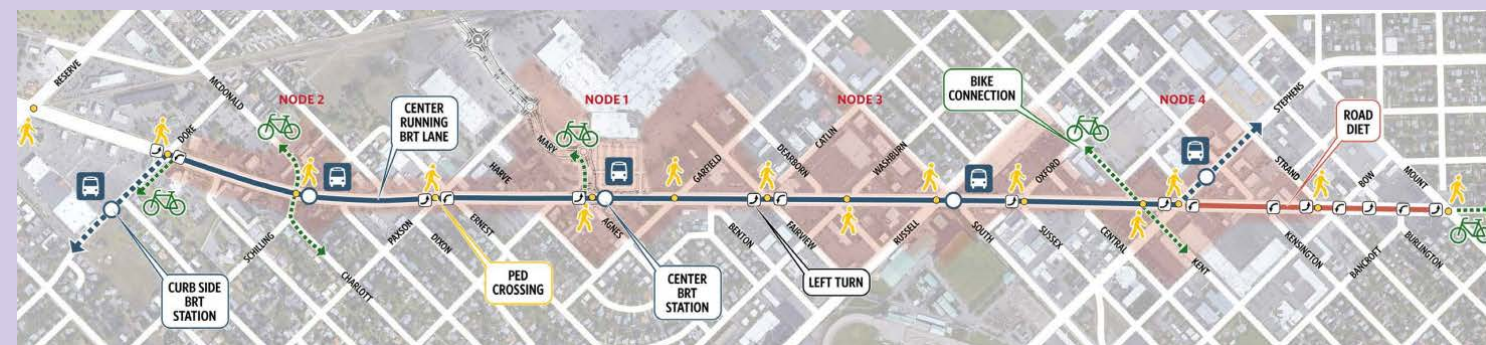 RESERVE
MCDONALD
DORE
NODE 2
CENTER
RUNNING
BRT LANE
HARVE
MARY
NODE 1
GARFIELD
DEARBORN
CATLIN
NODE 3
WASHBURN
BIKE
CONNECTION
OXFORD
NODE 4
STEPHENS
STRAND
ROAD
DIET
BOW
MOUNT
CURB SIDE
BRT
STATION
SCHILLING
CHARLOTT
PAXSON
DIXON
ERNEST
PED
CROSSING
AGNES
CENTER
BRT
STATION
BENTON
FAIRVIEW
LEFT TURN
RUSSELL
SOUTH
SUSSEX
CENTRAL
KENT
KENSINGTON
BANCROFT
BURLINGTON